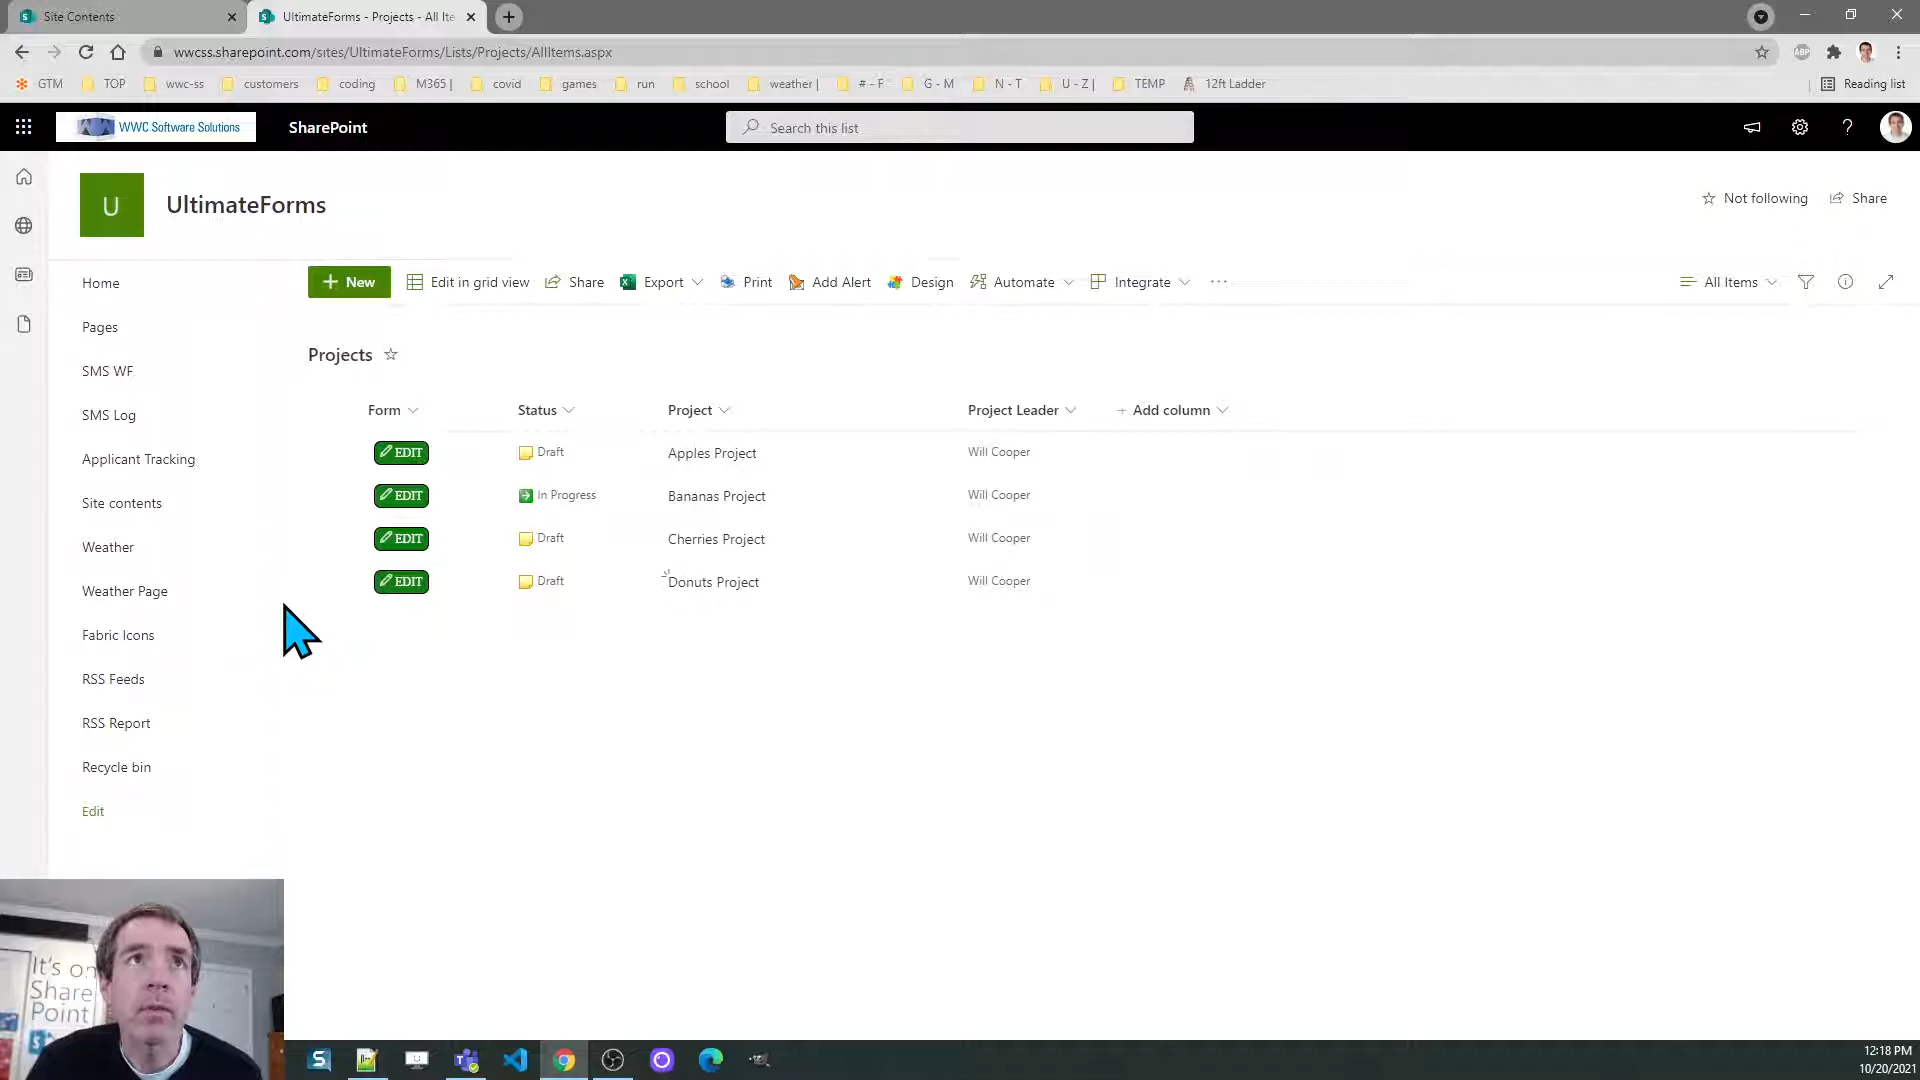 Site Contents
UltimateForms - Projects - All Ite
wwcss.sharepoint.com/sites/UltimateForms/Lists/Projects/AllItems.aspx
GTM TOP wwc-ss customers coding M365 | covid games run school weather | # - F G - M N - T U - Z | TEMP 12ft Ladder Reading list
WWC Software Solutions SharePoint Search this list
U UltimateForms
Not following Share
New Edit in grid view Share Export Print Add Alert Design Automate Integrate ··· All Items
Home
Pages
SMS WF
SMS Log
Applicant Tracking
Site contents
Weather
Weather Page
Fabric Icons
RSS Feeds
RSS Report
Recycle bin
Edit
Projects
Form Status Project Project Leader + Add column
EDIT Draft Apples Project Will Cooper
EDIT In Progress Bananas Project Will Cooper
EDIT Draft Cherries Project Will Cooper
EDIT Draft Donuts Project Will Cooper
It's on
Share
Point
12:18 PM
10/20/2021